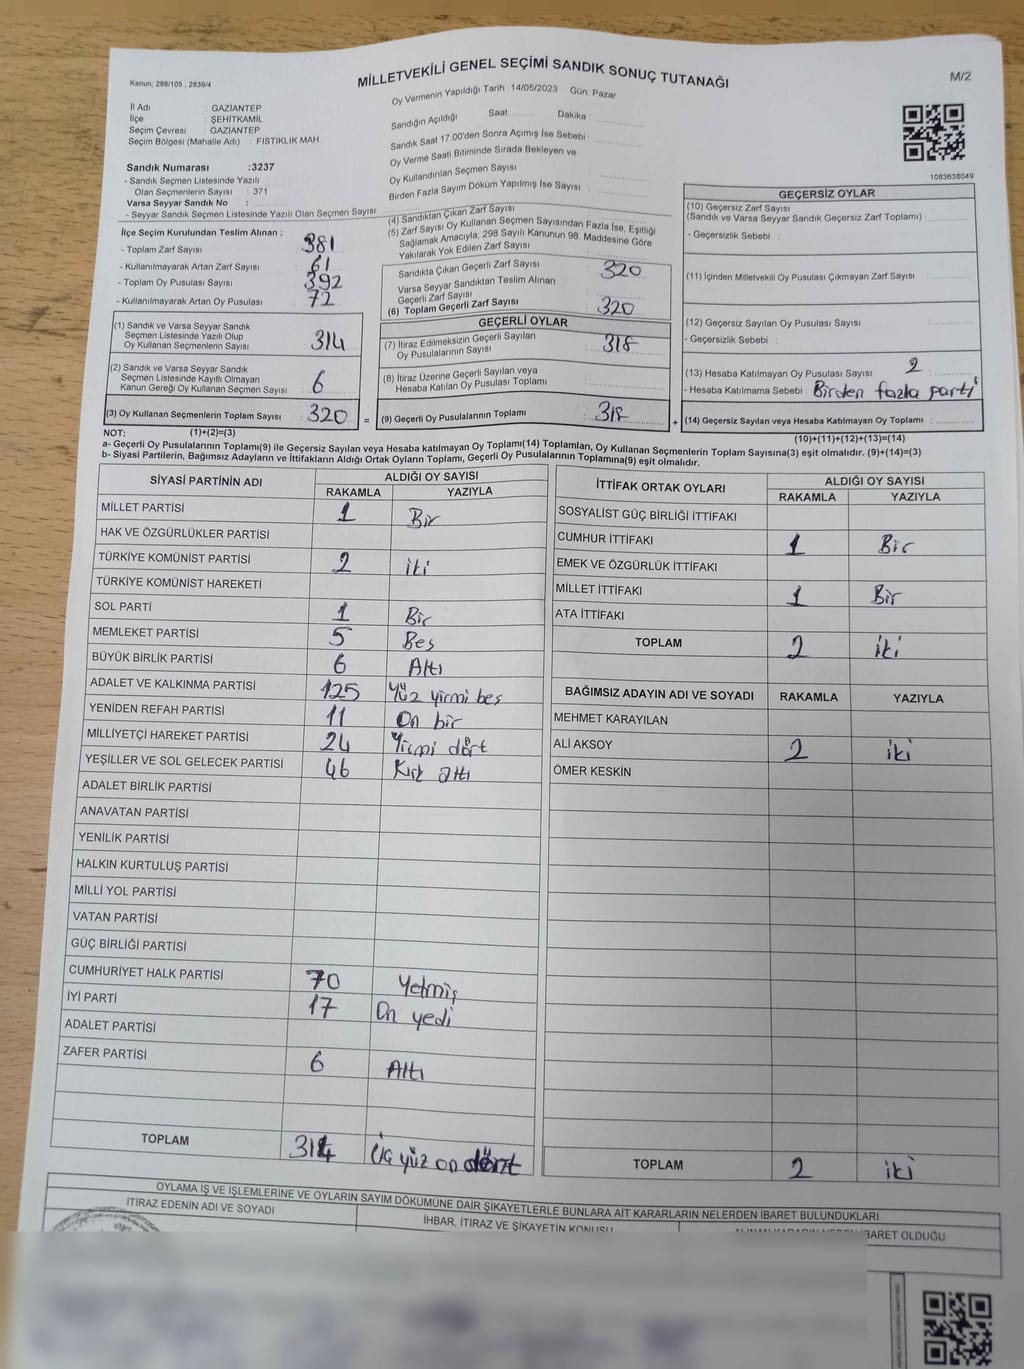 Kanun: 298/105, 2839/4
MİLLETVEKİLİ GENEL SEÇİMİ SANDIK SONUÇ TUTANAĞI
M/2
Oy Vermenin Yapıldığı Tarih : 14/05/2023 Gün: Pazar
İl Adı : GAZİANTEP
İlçe : ŞEHİTKAMİL
Seçim Çevresi : GAZİANTEP
Seçim Bölgesi (Mahalle Adı) : FISTIKLIK MAH
Sandık Numarası :3237
- Sandık Seçmen Listesinde Yazılı
Olan Seçmenlerin Sayısı : 371
Varsa Seyyar Sandık No :
- Seyyar Sandık Seçmen Listesinde Yazılı Olan Seçmen Sayısı :
Sandığın Açıldığı Saat: Dakika:
Sandık Saat 17.00'den Sonra Açımış İse Sebebi :
Oy Verme Saati Bitiminde Sırada Bekleyen ve
Oy Kullandırılan Seçmen Sayısı
Birden Fazla Sayım Döküm Yapılmış İse Sayısı
1083638049
İlçe Seçim Kurulundan Teslim Alınan :
- Toplam Zarf Sayısı : 381
- Kullanılmayarak Artan Zarf Sayısı : 61
- Toplam Oy Pusulası Sayısı : 392
- Kullanılmayarak Artan Oy Pusulası : 72
(4) Sandıktan Çıkan Zarf Sayısı
(5) Zarf Sayısı Oy Kullanan Seçmen Sayısından Fazla İse, Eşitliği
Sağlamak Amacıyla, 298 Sayılı Kanunun 98. Maddesine Göre
Yakılarak Yok Edilen Zarf Sayısı
Sandıkta Çıkan Geçerli Zarf Sayısı : 320
Varsa Seyyar Sandıktan Teslim Alınan
Geçerli Zarf Sayısı
(6) Toplam Geçerli Zarf Sayısı 320
GEÇERSİZ OYLAR
(10) Geçersiz Zarf Sayısı
(Sandık ve Varsa Seyyar Sandık Geçersiz Zarf Toplamı) :
- Geçersizlik Sebebi :
(11) İçinden Milletvekili Oy Pusulası Çıkmayan Zarf Sayısı :
(12) Geçersiz Sayılan Oy Pusulası Sayısı :
- Geçersizlik Sebebi :
(13) Hesaba Katılmayan Oy Pusulası Sayısı : 2
- Hesaba Katılmama Sebebi : Birden fazla parti
(14) Geçersiz Sayılan veya Hesaba Katılmayan Oy Toplamı :
(10)+(11)+(12)+(13)=(14)
(1) Sandık ve Varsa Seyyar Sandık
Seçmen Listesinde Yazılı Olup
Oy Kullanan Seçmenlerin Sayısı : 314
(2) Sandık ve Varsa Seyyar Sandık
Seçmen Listesinde Kayıtlı Olmayan
Kanun Gereği Oy Kullanan Seçmen Sayısı : 6
(3) Oy Kullanan Seçmenlerin Toplam Sayısı : 320 =
GEÇERLİ OYLAR
(7) İtiraz Edilmeksizin Geçerli Sayılan
Oy Pusulalarının Sayısı : 318
(8) İtiraz Üzerine Geçerli Sayılan veya
Hesaba Katılan Oy Pusulası Toplamı :
(9) Geçerli Oy Pusulalarının Toplamı : 318 +
NOT: (1)+(2)=(3)
a- Geçerli Oy Pusulalarının Toplamı(9) ile Geçersiz Sayılan veya Hesaba katılmayan Oy Toplamı(14) Toplamları, Oy Kullanan Seçmenlerin Toplam Sayısına(3) eşit olmalıdır. (9)+(14)=(3)
b- Siyasi Partilerin, Bağımsız Adayların ve İttifakların Aldığı Ortak Oyların Toplamı, Geçerli Oy Pusulalarının Toplamına(9) eşit olmalıdır.
SİYASİ PARTİNİN ADI
ALDIĞI OY SAYISI
RAKAMLA YAZIYLA
MİLLET PARTİSİ 1 Bir
HAK VE ÖZGÜRLÜKLER PARTİSİ
TÜRKİYE KOMÜNİST PARTİSİ 2 iki
TÜRKİYE KOMÜNİST HAREKETİ
SOL PARTİ 1 Bir
MEMLEKET PARTİSİ 5 Bes
BÜYÜK BİRLİK PARTİSİ 6 Altı
ADALET VE KALKINMA PARTİSİ 125 Yüz yirmi bes
YENİDEN REFAH PARTİSİ 11 On bir
MİLLİYETÇİ HAREKET PARTİSİ 24 Yirmi dört
YEŞİLLER VE SOL GELECEK PARTİSİ 46 Kırk altı
ADALET BİRLİK PARTİSİ
ANAVATAN PARTİSİ
YENİLİK PARTİSİ
HALKIN KURTULUŞ PARTİSİ
MİLLİ YOL PARTİSİ
VATAN PARTİSİ
GÜÇ BİRLİĞİ PARTİSİ
CUMHURİYET HALK PARTİSİ 70 Yetmiş
İYİ PARTİ 17 On yedi
ADALET PARTİSİ
ZAFER PARTİSİ 6 Altı
TOPLAM 314 Üç yüz on dört
İTTİFAK ORTAK OYLARI
ALDIĞI OY SAYISI
RAKAMLA YAZIYLA
SOSYALİST GÜÇ BİRLİĞİ İTTİFAKI
CUMHUR İTTİFAKI 1 Bir
EMEK VE ÖZGÜRLÜK İTTİFAKI
MİLLET İTTİFAKI 1 Bir
ATA İTTİFAKI
TOPLAM 2 iki
BAĞIMSIZ ADAYIN ADI VE SOYADI RAKAMLA YAZIYLA
MEHMET KARAYILAN
ALİ AKSOY 2 iki
ÖMER KESKİN
TOPLAM 2 iki
OYLAMA İŞ VE İŞLEMLERİNE VE OYLARIN SAYIM DÖKÜMÜNE DAİR ŞİKAYETLERLE BUNLARA AİT KARARLARIN NELERDEN İBARET BULUNDUKLARI
İTİRAZ EDENİN ADI VE SOYADI
İHBAR, İTİRAZ VE ŞİKAYETİN KONUSU
İBARET OLDUĞU